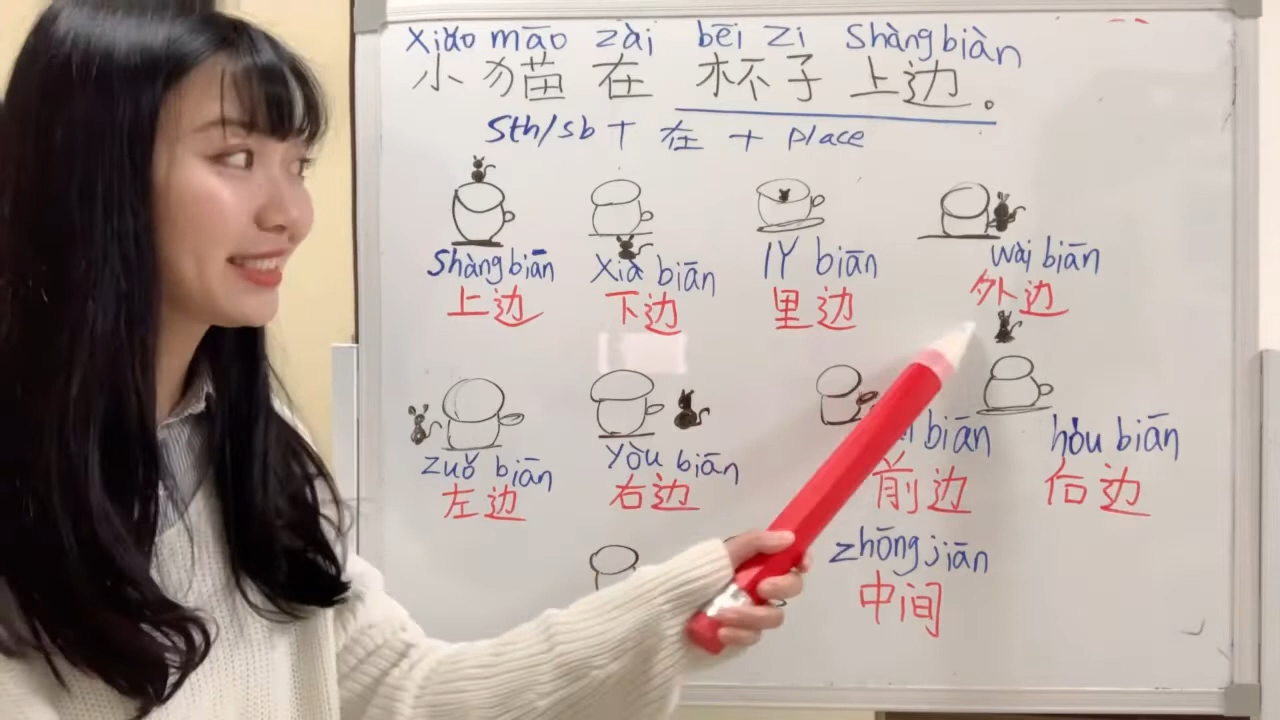 xiǎo māo zài bēi zi shàng biàn
小猫在杯子上边。
sth/sb + 在 + place
shàng biān xià biān lǐ biān wài biān
上边 下边 里边 外边
zuǒ biān yòu biān biān hòu biān
左边 右边 前边 后边
zhōng jiān
中间